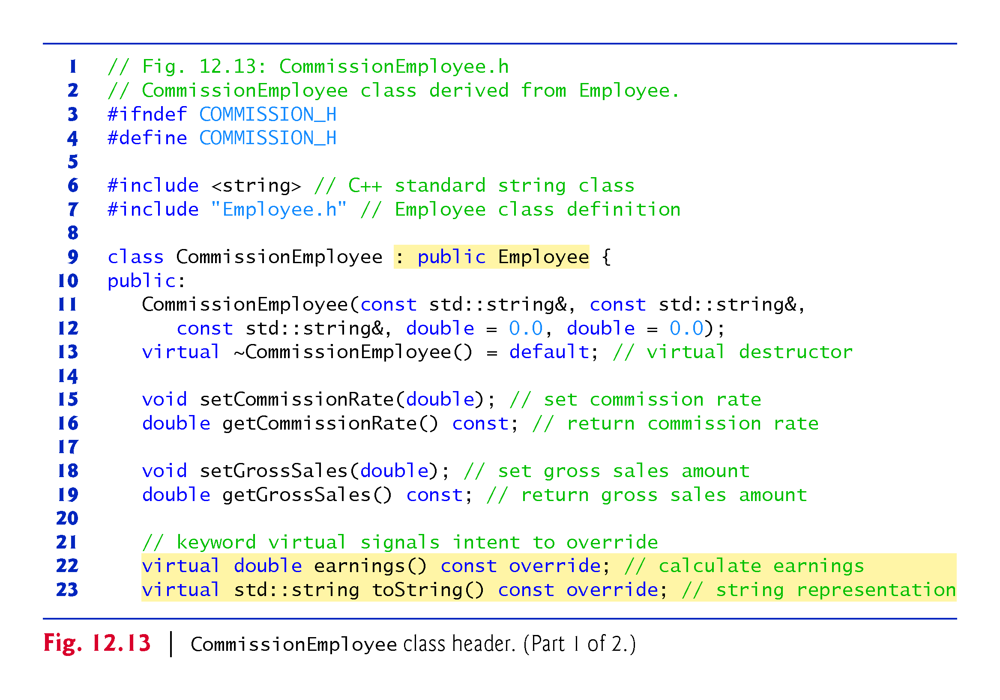 1 // Fig. 12.13: CommissionEmployee.h
2 // CommissionEmployee class derived from Employee.
3 #ifndef COMMISSION_H
4 #define COMMISSION_H
5
6 #include <string> // C++ standard string class
7 #include "Employee.h" // Employee class definition
8
9 class CommissionEmployee : public Employee {
10 public:
11    CommissionEmployee(const std::string&, const std::string&,
12       const std::string&, double = 0.0, double = 0.0);
13    virtual ~CommissionEmployee() = default; // virtual destructor
14
15    void setCommissionRate(double); // set commission rate
16    double getCommissionRate() const; // return commission rate
17
18    void setGrossSales(double); // set gross sales amount
19    double getGrossSales() const; // return gross sales amount
20
21    // keyword virtual signals intent to override
22    virtual double earnings() const override; // calculate earnings
23    virtual std::string toString() const override; // string representation
Fig. 12.13 | CommissionEmployee class header. (Part 1 of 2.)